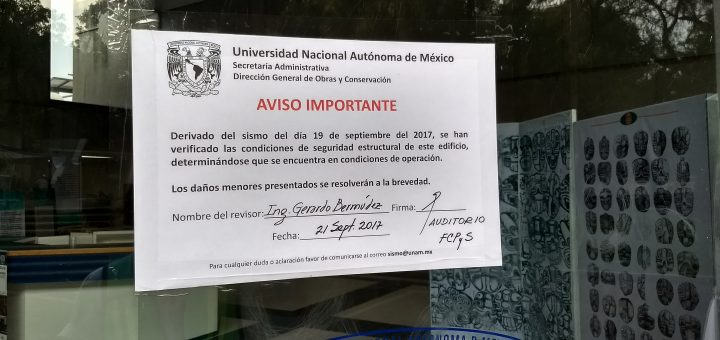 Universidad Nacional Autónoma de México
Secretaría Administrativa
Dirección General de Obras y Conservación
AVISO IMPORTANTE
Derivado del sismo del día 19 de septiembre del 2017, se han
verificado las condiciones de seguridad estructural de este edificio,
determinándose que se encuentra en condiciones de operación.
Los daños menores presentados se resolverán a la brevedad.
Nombre del revisor: Ing. Gerardo Bermúdez Firma:
Fecha: 21 Sept. 2017
AUDITORIO
FCPyS
Para cualquier duda o aclaración favor de comunicarse al correo sismo@unam.mx